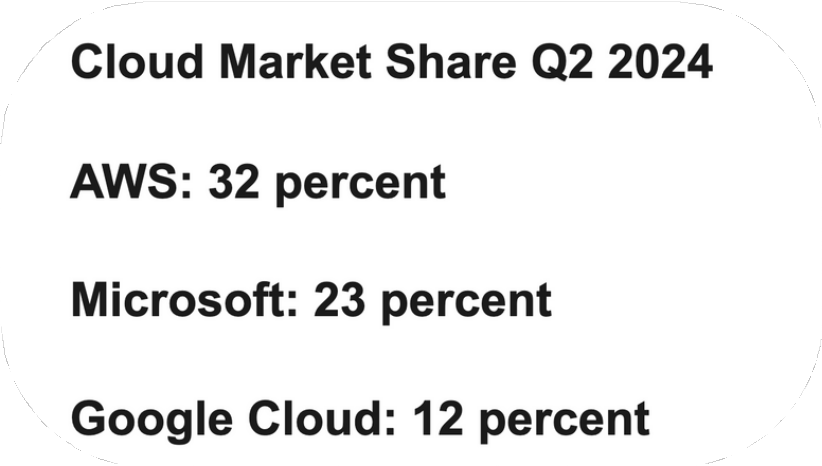 Cloud Market Share Q2 2024
AWS: 32 percent
Microsoft: 23 percent
Google Cloud: 12 percent